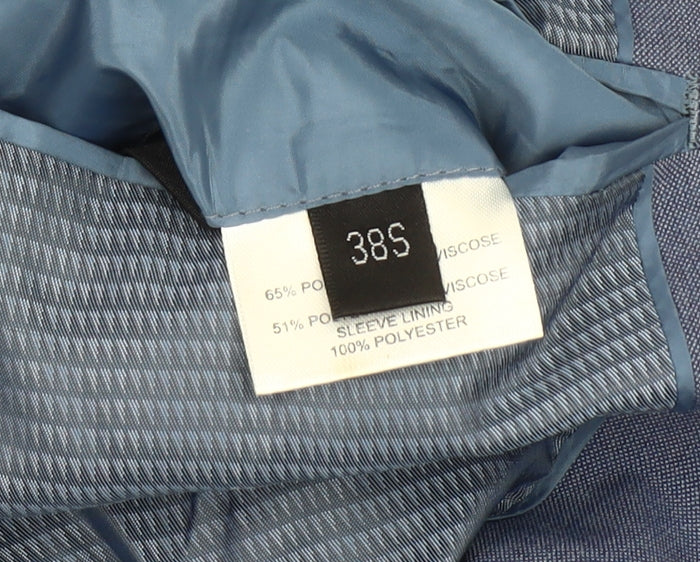 38S
65% PO VISCOSE
51% PO VISCOSE
SLEEVE LINING
100% POLYESTER